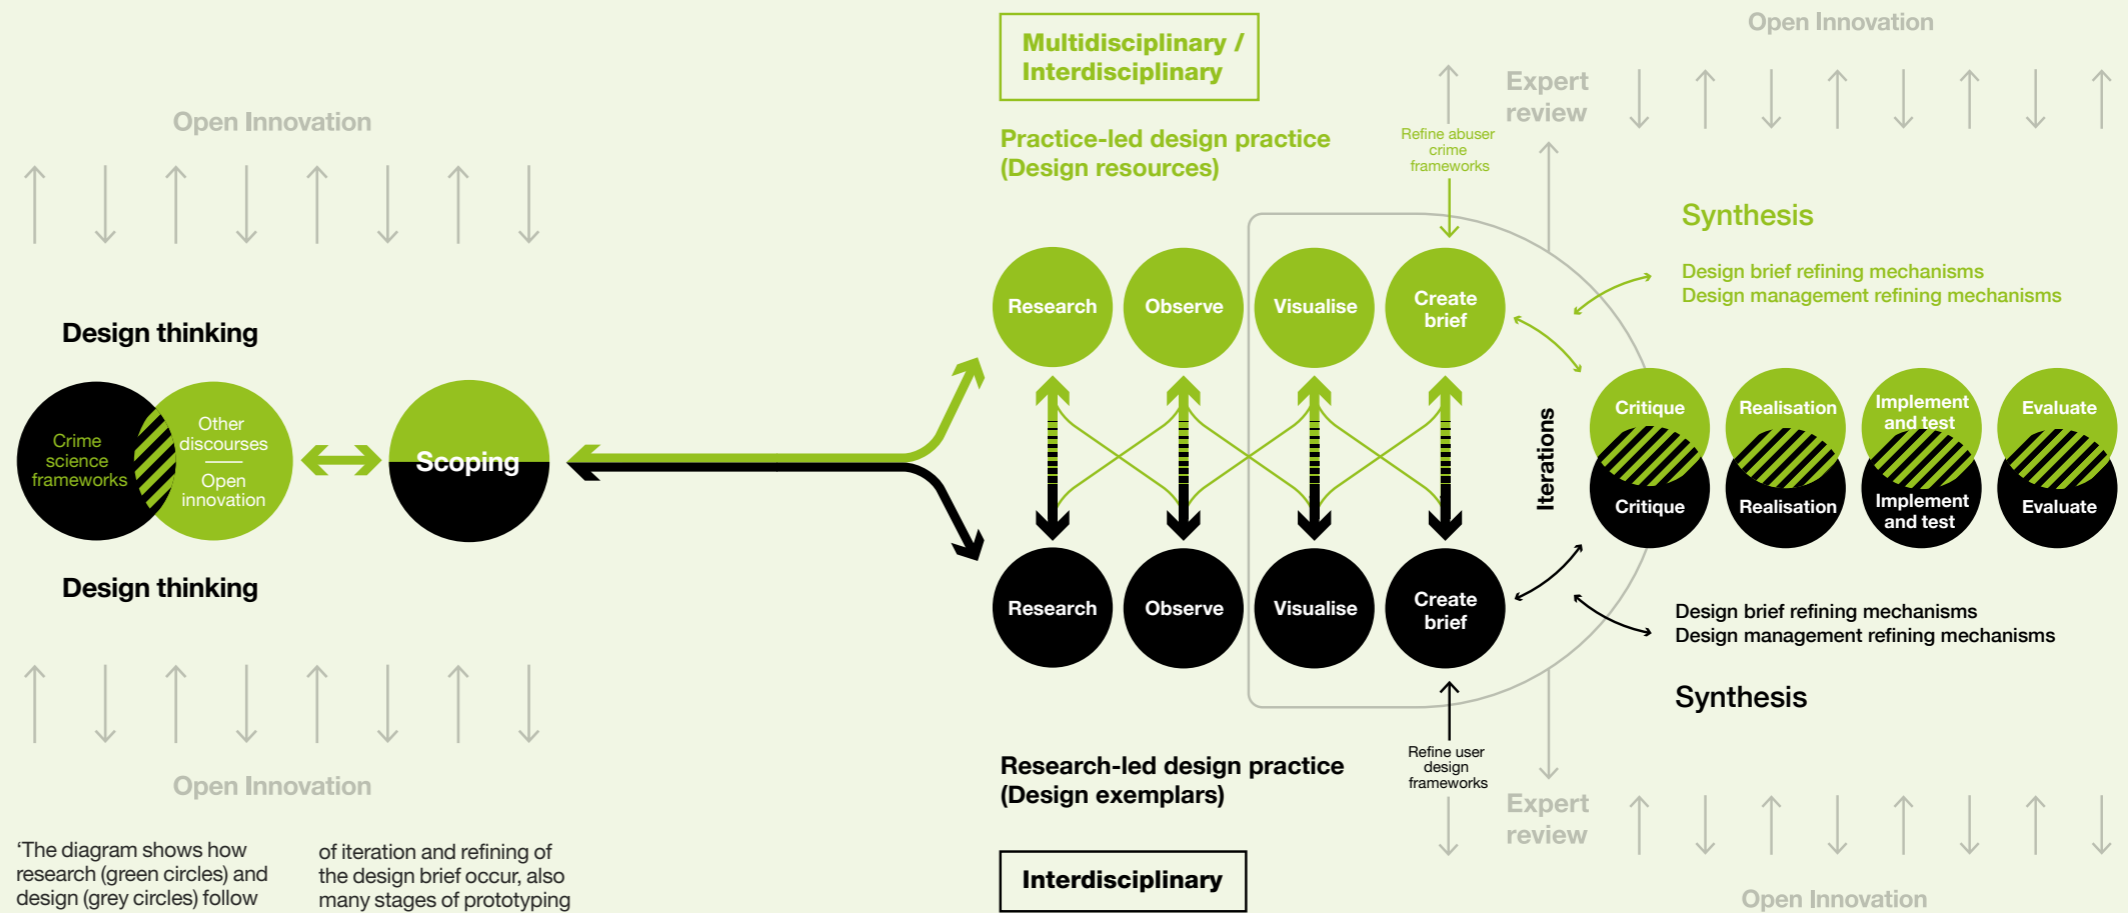 Open Innovation
Design thinking
Crime
science
frameworks
Other
discourses
Open
innovation
Scoping
Design thinking
Open Innovation
'The diagram shows how
research (green circles) and
design (grey circles) follow
of iteration and refining of
the design brief occur, also
many stages of prototyping
Multidisciplinary /
Interdisciplinary
Practice-led design practice
(Design resources)
Refine abuser
crime
frameworks
Expert
review
Open Innovation
Research
Observe
Visualise
Create
brief
Synthesis
Design brief refining mechanisms
Design management refining mechanisms
Iterations
Critique
Realisation
Implement
and test
Evaluate
Critique
Realisation
Implement
and test
Evaluate
Research
Observe
Visualise
Create
brief
Design brief refining mechanisms
Design management refining mechanisms
Synthesis
Research-led design practice
(Design exemplars)
Refine user
design
frameworks
Expert
review
Interdisciplinary
Open Innovation